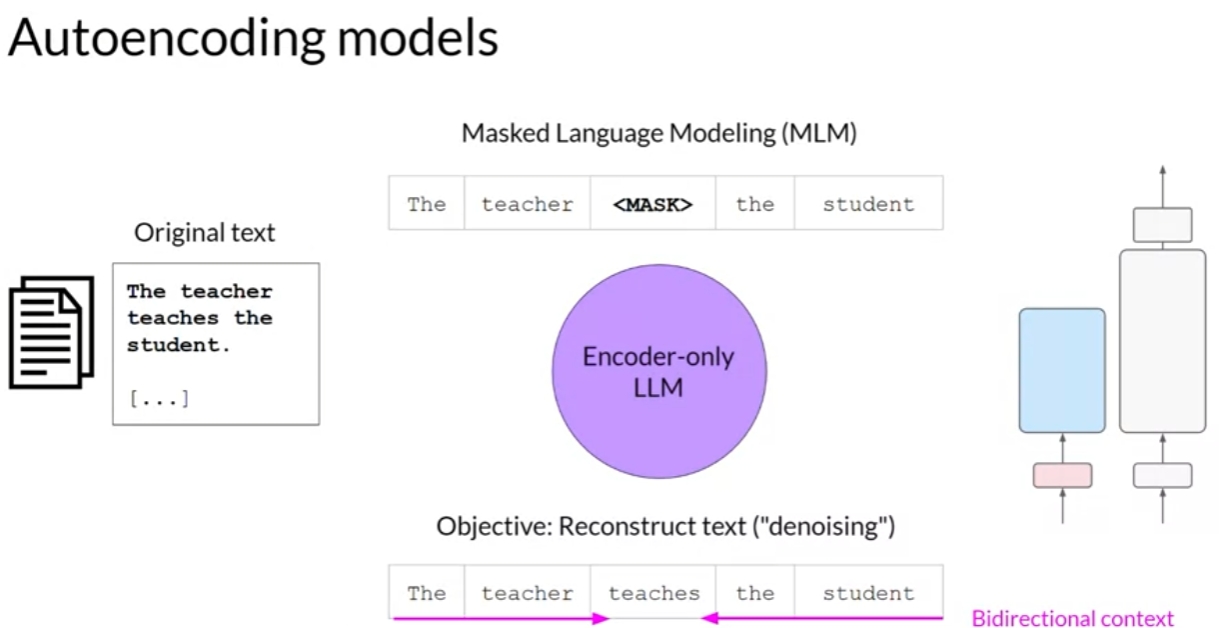 Autoencoding models
Masked Language Modeling (MLM)
The teacher <MASK> the student
Original text
The teacher
teaches the
student.
[...]
Encoder-only
LLM
Objective: Reconstruct text ("denoising")
The teacher teaches the student
Bidirectional context